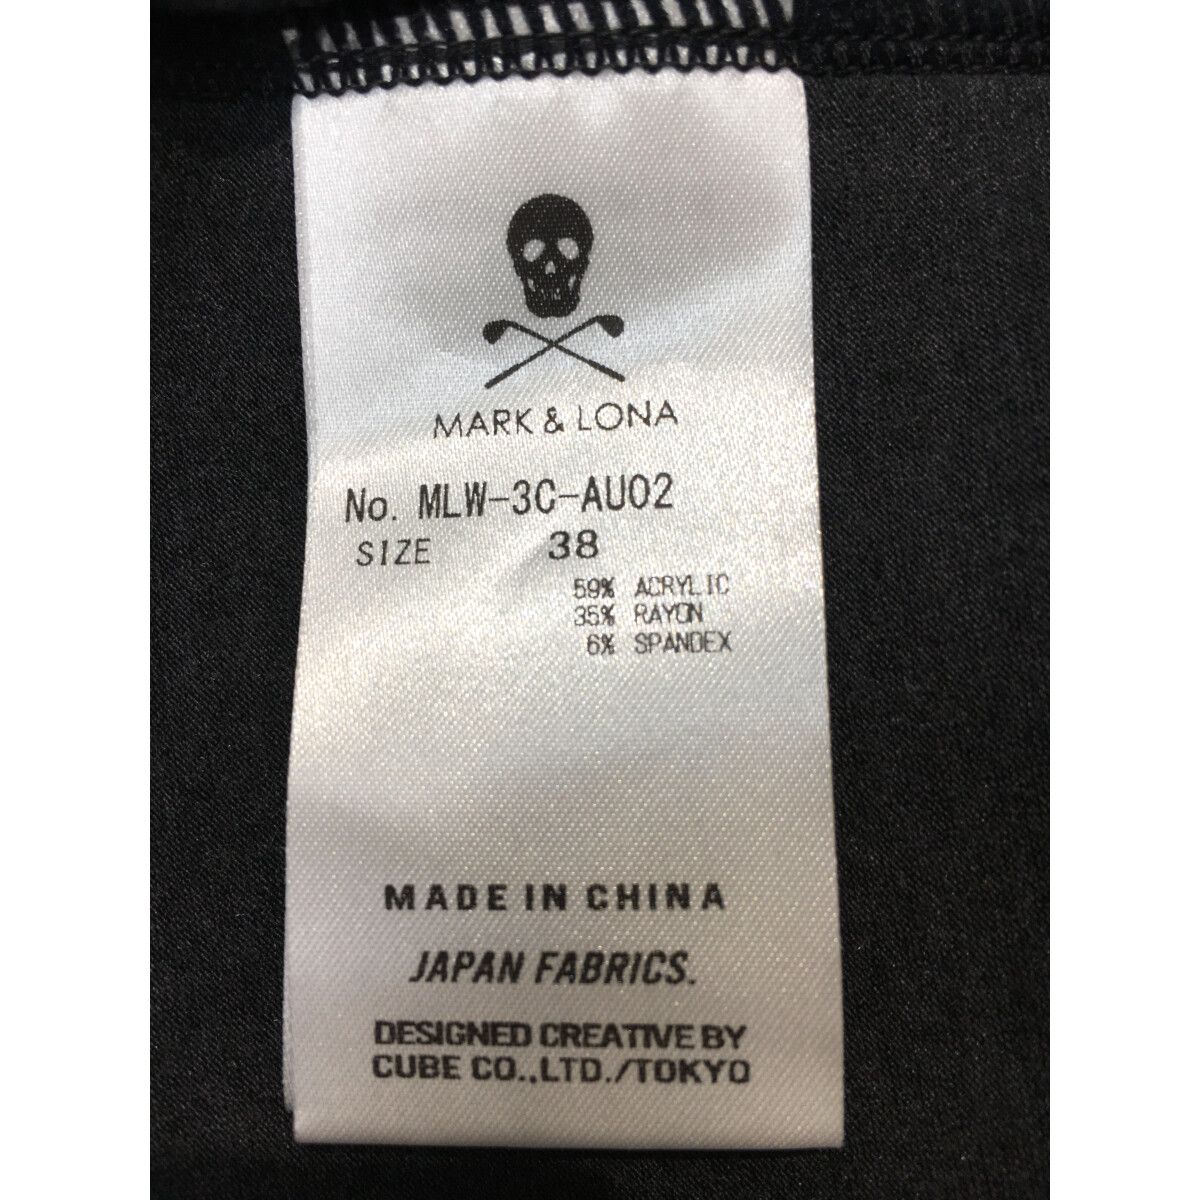 MARK & LONA
No. MLW-3C-AU02
SIZE 38
59% ACRYLIC
35% RAYON
6% SPANDEX
MADE IN CHINA
JAPAN FABRICS.
DESIGNED CREATIVE BY
CUBE CO.,LTD./TOKYO